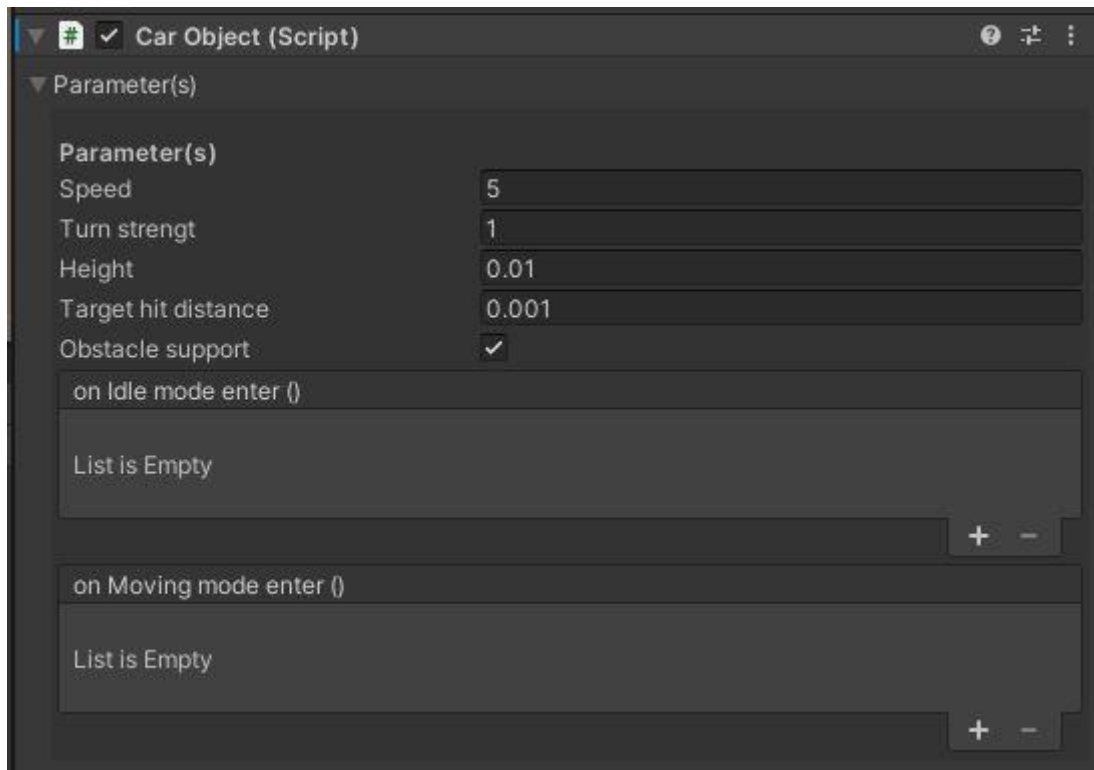 Car Object (Script)
Parameter(s)
Parameter(s)
Speed 5
Turn strengt 1
Height 0.01
Target hit distance 0.001
Obstacle support
on Idle mode enter ()
List is Empty
on Moving mode enter ()
List is Empty